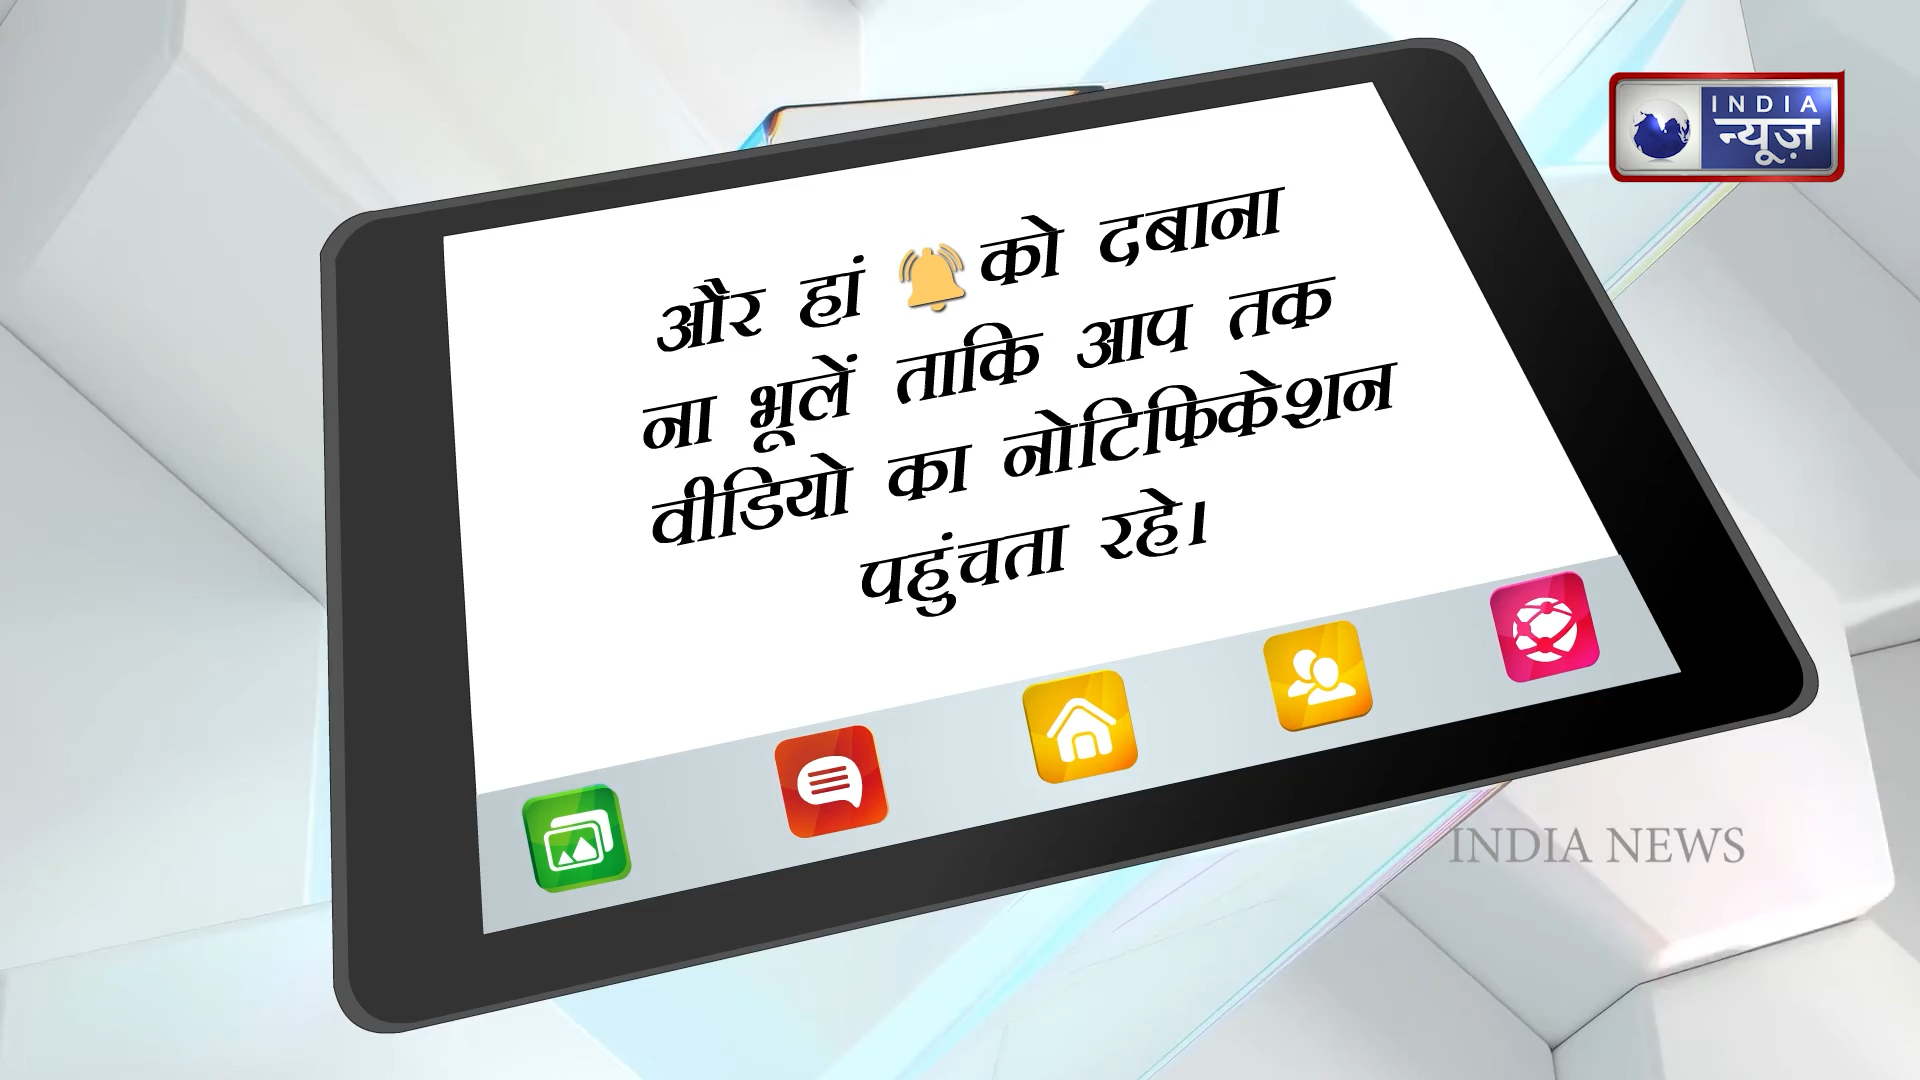 INDIA
न्यूज़
और हां 🔔 को दबाना
ना भूलें ताकि आप तक
वीडियो का नोटिफिकेशन
पहुंचता रहे।
INDIA NEWS